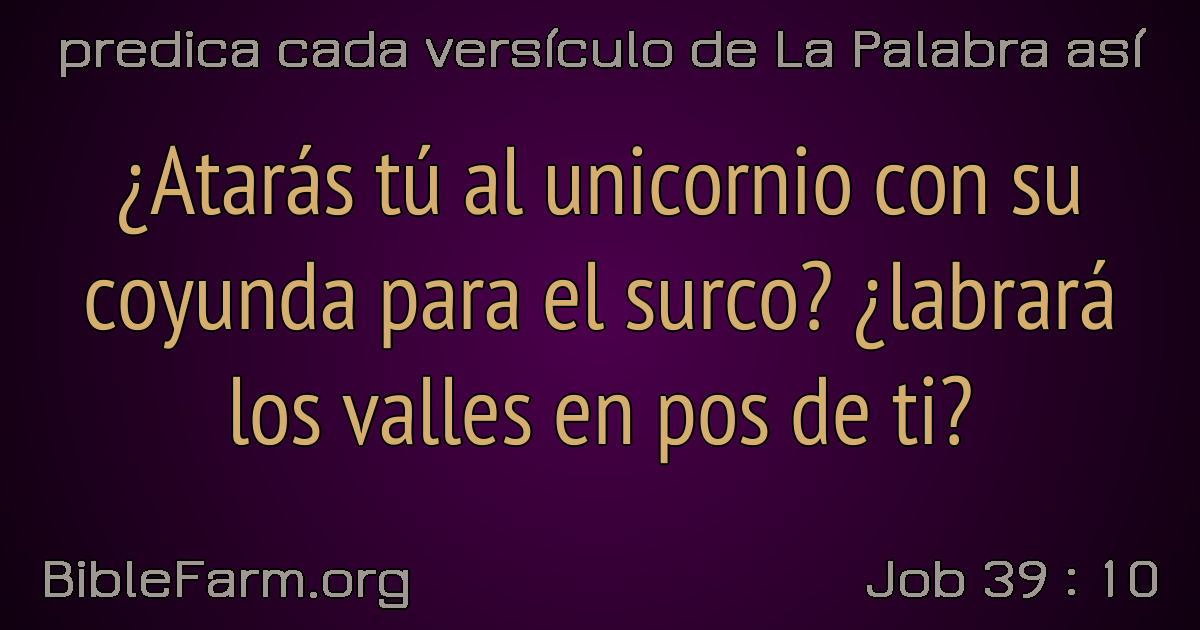 predica cada versículo de La Palabra así
¿Atarás tú al unicornio con su
coyunda para el surco? ¿labrará
los valles en pos de ti?
BibleFarm.org
Job 39 : 10